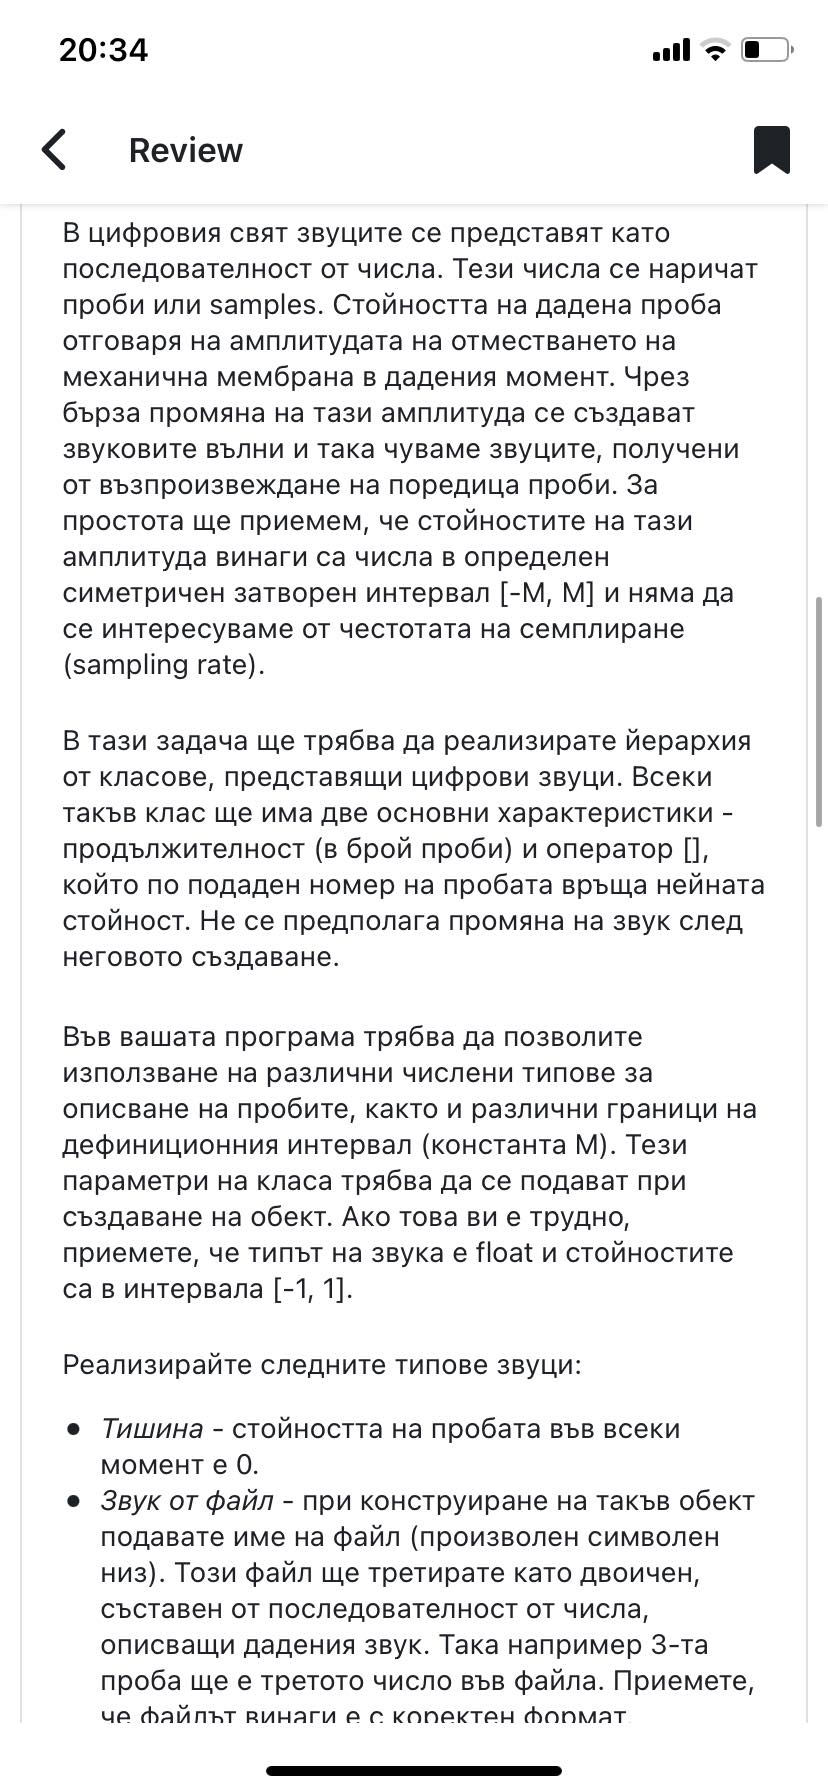 20:34
Review
В цифровия свят звуците се представят като
последователност от числа. Тези числа се наричат
проби или samples. Стойността на дадена проба
отговаря на амплитудата на отместването на
механична мембрана в дадения момент. Чрез
бърза промяна на тази амплитуда се създават
звуковите вълни и така чуваме звуците, получени
от възпроизвеждане на поредица проби. За
простота ще приемем, че стойностите на тази
амплитуда винаги са числа в определен
симетричен затворен интервал [-M, M] и няма да
се интересуваме от честотата на семплиране
(sampling rate).
В тази задача ще трябва да реализирате йерархия
от класове, представящи цифрови звуци. Всеки
такъв клас ще има две основни характеристики -
продължителност (в брой проби) и оператор [],
който по подаден номер на пробата връща нейната
стойност. Не се предполага промяна на звук след
неговото създаване.
Във вашата програма трябва да позволите
използване на различни числени типове за
описване на пробите, както и различни граници на
дефиниционния интервал (константа M). Тези
параметри на класа трябва да се подават при
създаване на обект. Ако това ви е трудно,
приемете, че типът на звука е float и стойностите
са в интервала [-1, 1].
Реализирайте следните типове звуци:
• Тишина - стойността на пробата във всеки
момент е 0.
• Звук от файл - при конструиране на такъв обект
подавате име на файл (произволен символен
низ). Този файл ще третирате като двоичен,
съставен от последователност от числа,
описващи дадения звук. Така например 3-та
проба ще е третото число във файла. Приемете,
че файлът винаги е с коректен формат.